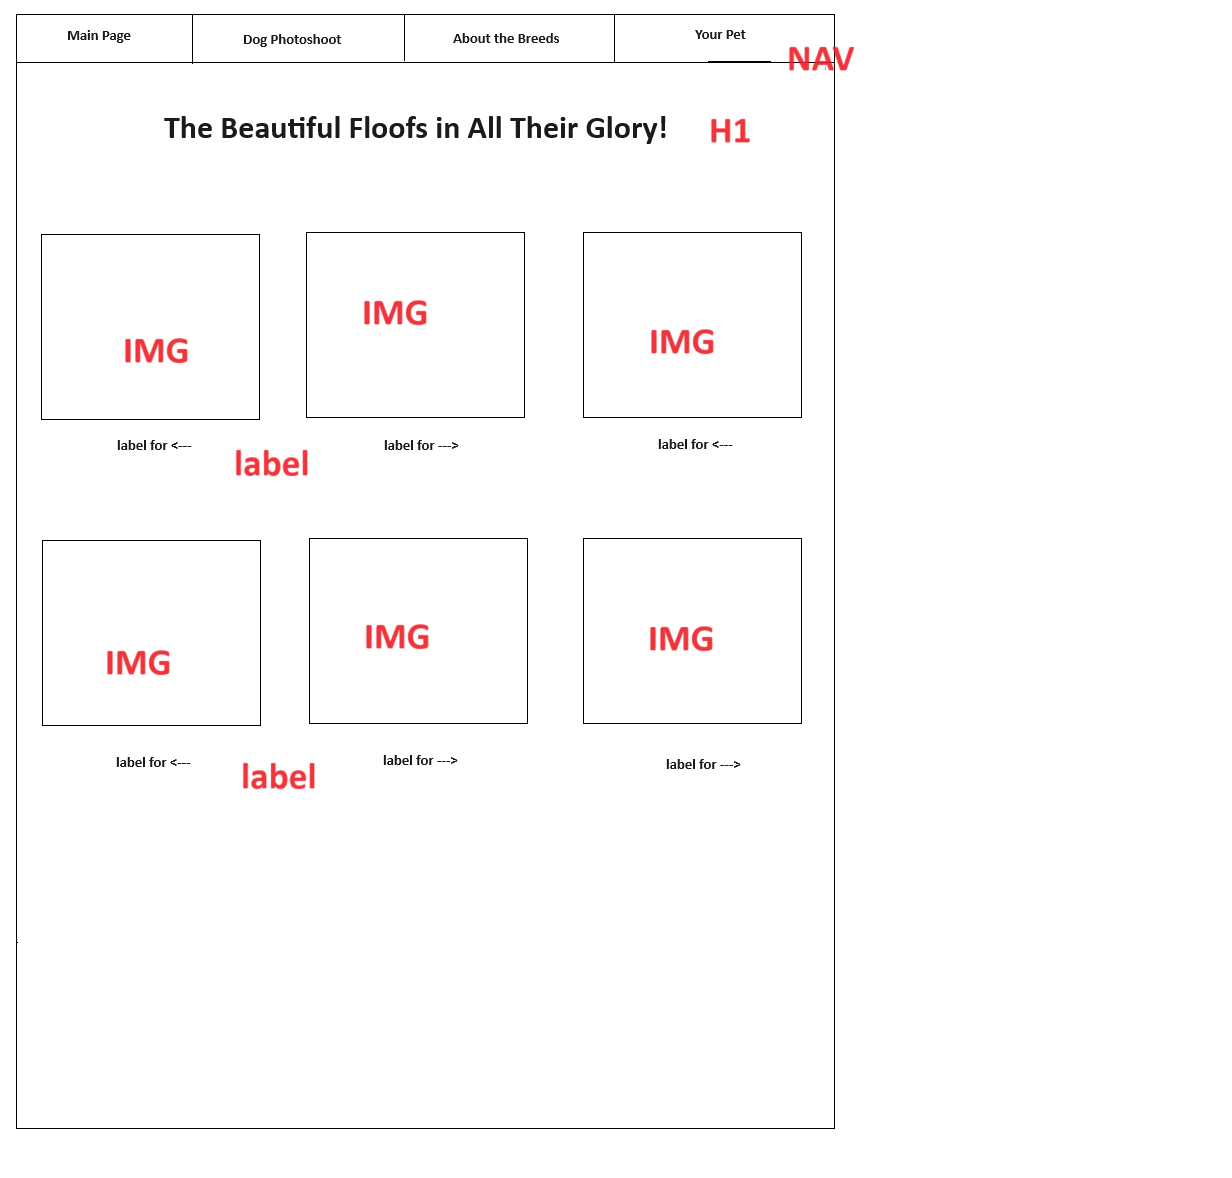 Main Page
Dog Photoshoot
About the Breeds
Your Pet
NAV
The Beautiful Floofs in All Their Glory!
H1
IMG
IMG
IMG
label for <---
label for --->
label for <---
label
IMG
IMG
IMG
label for <---
label for --->
label for --->
label